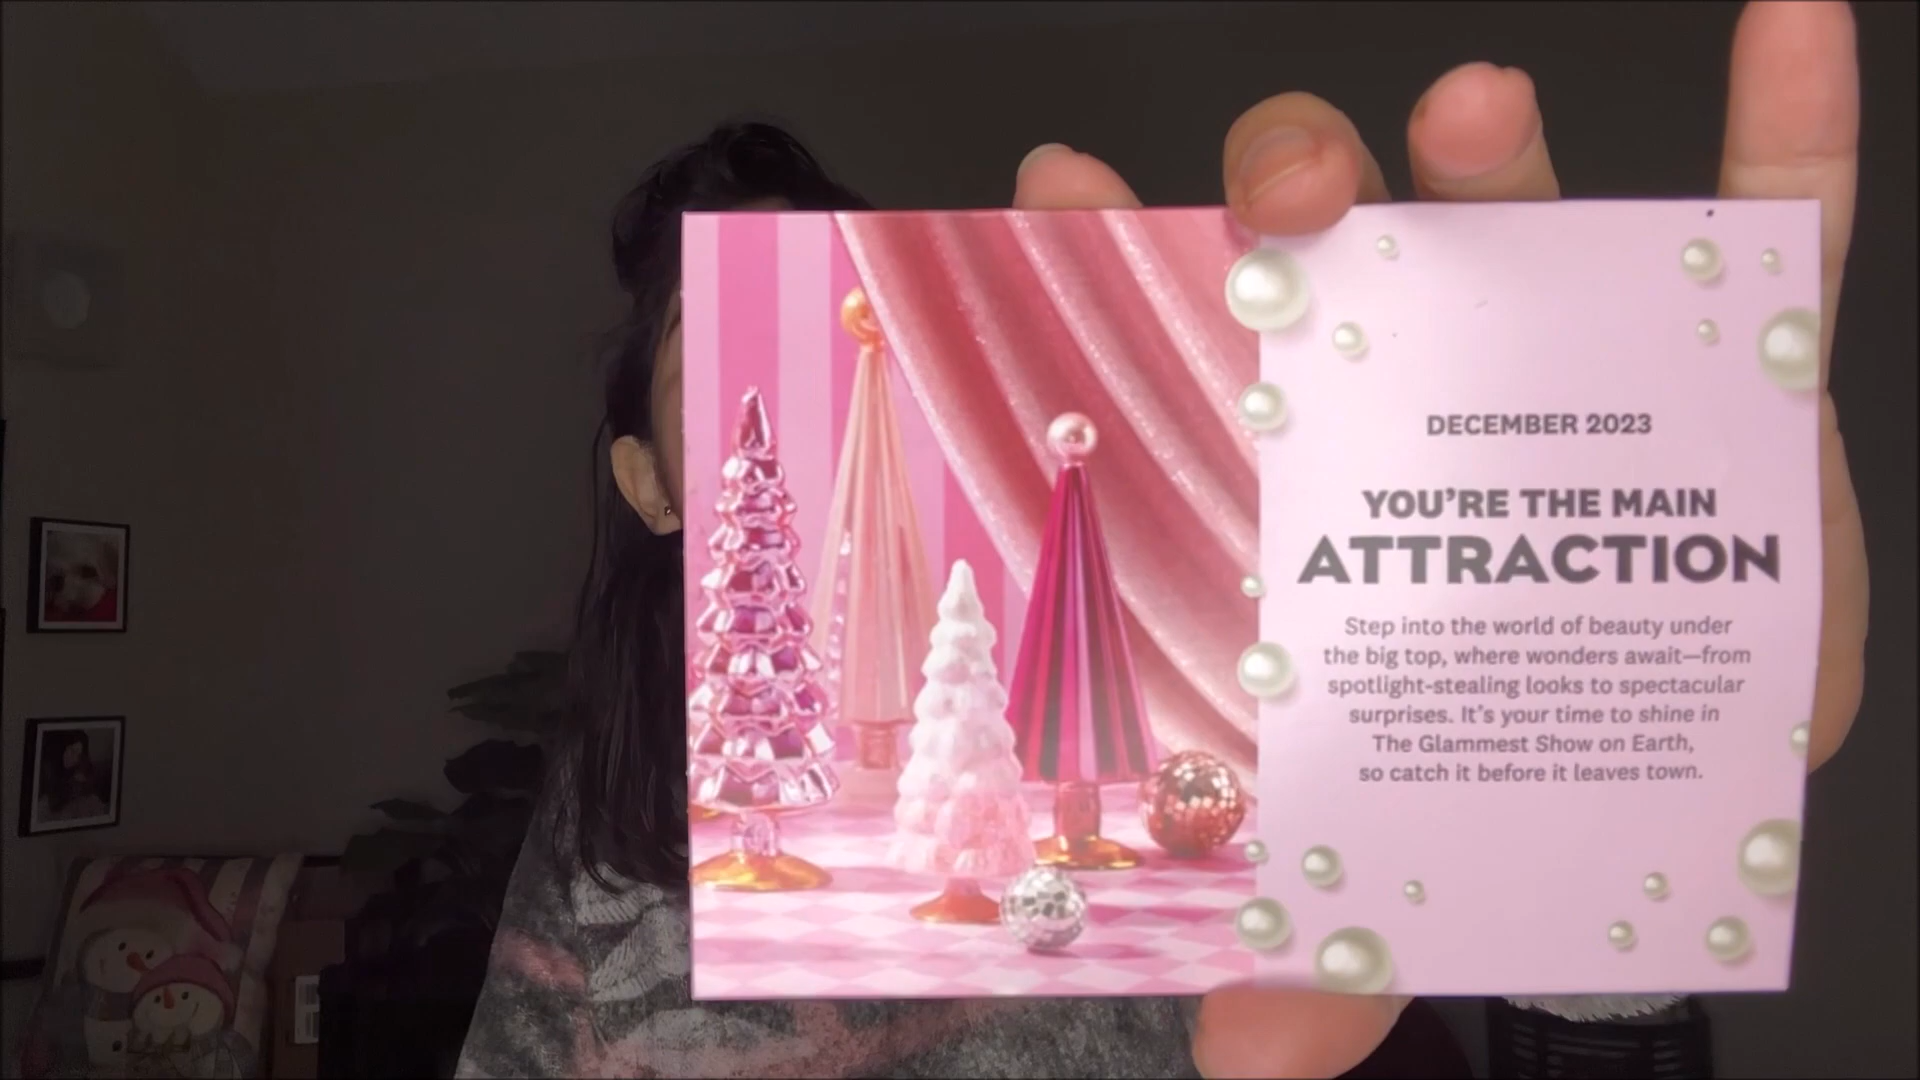 DECEMBER 2023
YOU'RE THE MAIN
ATTRACTION
Step into the world of beauty under
the big top, where wonders await—from
spotlight-stealing looks to spectacular
surprises. It's your time to shine in
The Glammest Show on Earth,
so catch it before it leaves town.